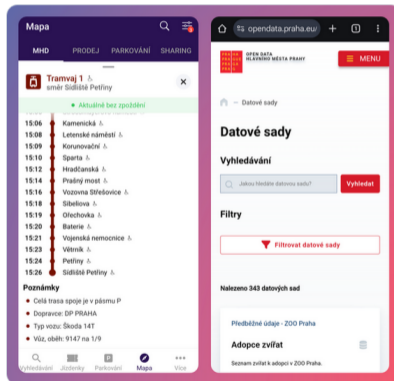 Mapa
MHD PRODEJ PARKOVÁNÍ SHARING
Tramvaj 1
směr Sídliště Petřiny
Aktuálně bez zpoždění
15:06 Kamenická
15:08 Letenské náměstí
15:09 Korunovační
15:10 Sparta
15:12 Hradčanská
15:14 Prašný most
15:16 Vozovna Střešovice
15:18 Sibeliova
15:19 Ořechovka
15:20 Baterie
15:21 Vojenská nemocnice
15:23 Větrník
15:24 Petřiny
15:26 Sídliště Petřiny
Poznámky
Celá trasa spoje je v pásmu P
Dopravce: DP PRAHA
Typ vozu: Škoda 14T
Vůz, oběh: 9147 na 1/9
Vyhledávání Jízdenky Parkování Mapa Více
opendata.praha.eu/
OPEN DATA
HLAVNÍHO MĚSTA PRAHY
MENU
– Datové sady
Datové sady
Vyhledávání
Jakou hledáte datovou sadu? Vyhledat
Filtry
Filtrovat datové sady
Nalezeno 343 datových sad
Předběžné údaje - ZOO Praha
Adopce zvířat
Seznam zvířat k adopci v ZOO Praha.